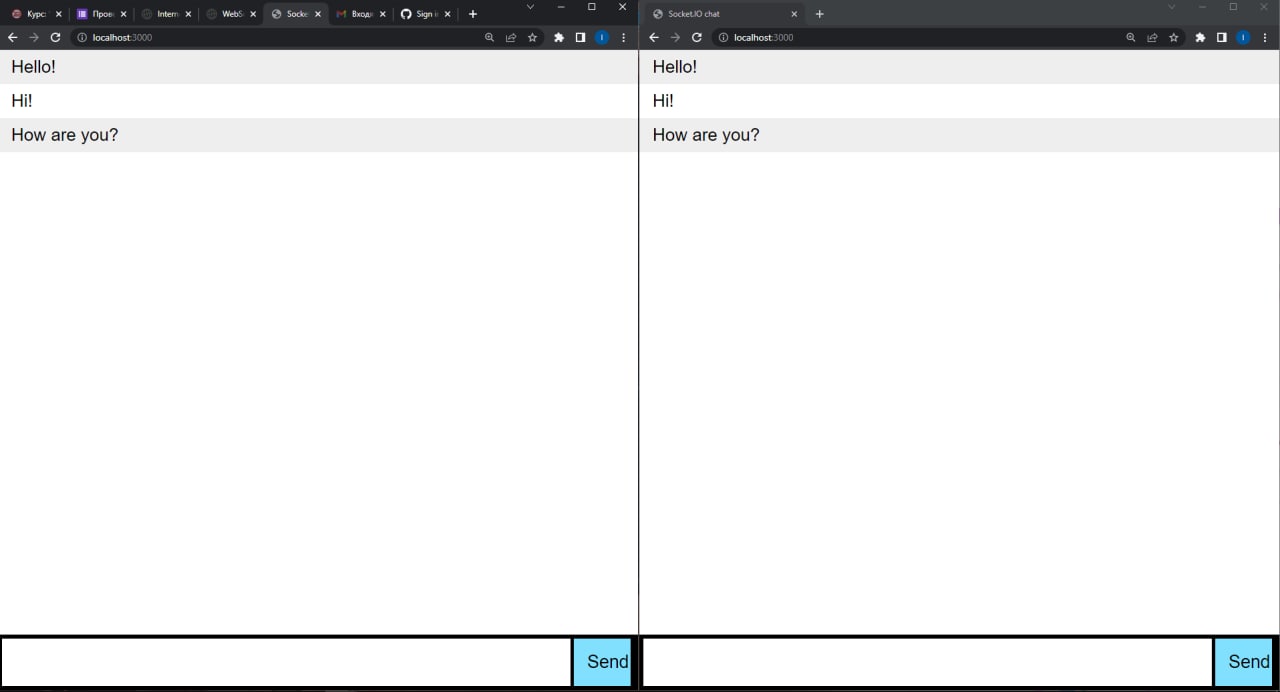 Курс: Пров Intern WebS Socke Входя Sign i
localhost:3000
Hello!
Hi!
How are you?
Send
Socket.IO chat
localhost:3000
Hello!
Hi!
How are you?
Send